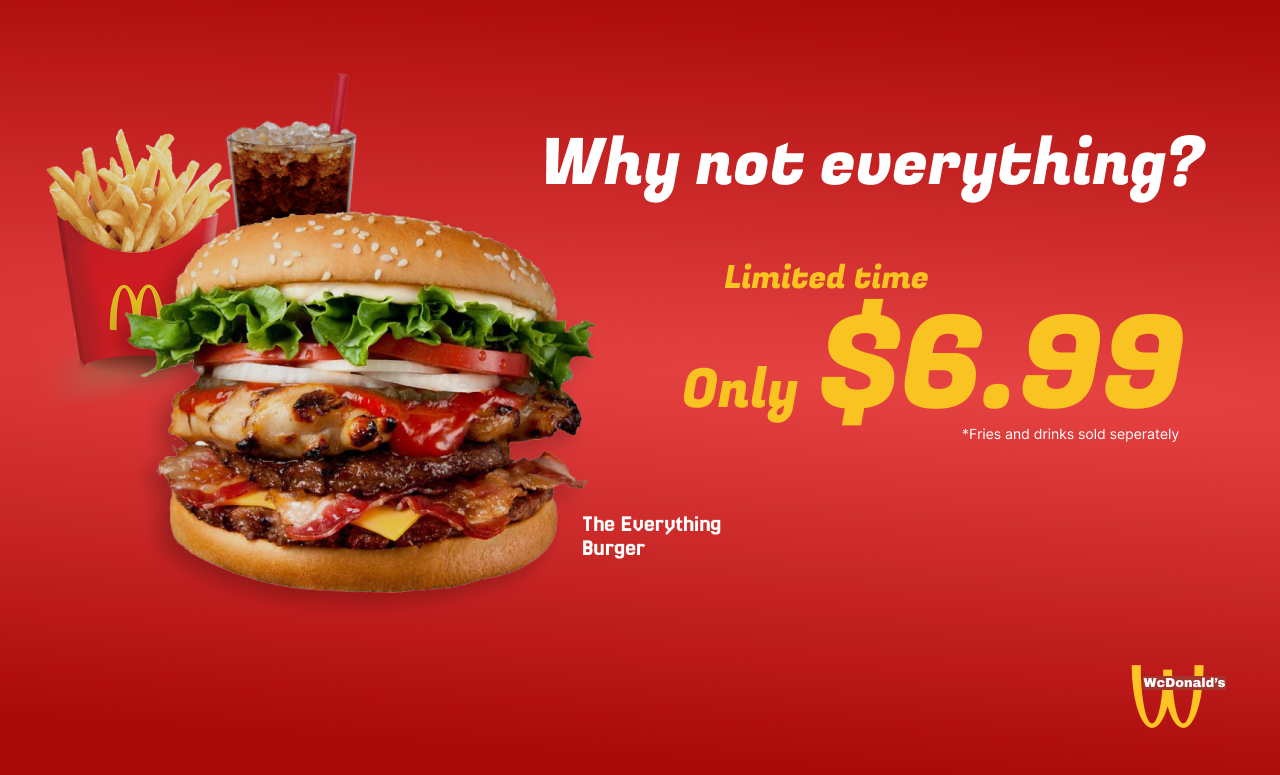 Why not everything?
Limited time
Only $6.99
*Fries and drinks sold seperately
The Everything
Burger
WcDonald's